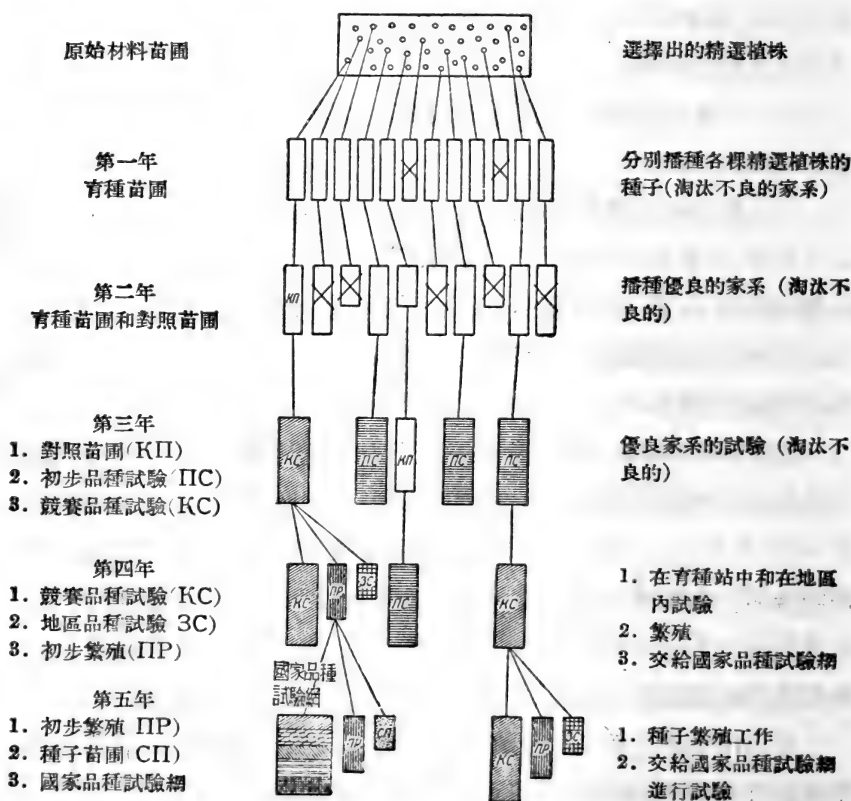 原始材料苗圃
選擇出的精選植株
第一年
育種苗圃
分別播種各棵精選植株的
種子(淘汰不良的家系)
第二年
育種苗圃和對照苗圃
КП
播種優良的家系 (淘汰不
良的)
第三年
1. 對照苗圃(КП)
2. 初步品種試驗(ПС)
3. 競賽品種試驗(КС)
КС
ПС
КП
ПС
ПС
優良家系的試驗 (淘汰不
良的)
第四年
1. 競賽品種試驗(КС)
2. 地區品種試驗 ЗС)
3. 初步繁殖(ПР)
КС
ПР
ЗС
ПС
КС
1. 在育種站中和在地區
內試驗
2. 繁殖
3. 交給國家品種試驗網
第五年
1. 初步繁殖 ПР)
2. 種子苗圃(СП)
3. 國家品種試驗網
國家品種
試驗網
ПР
СП
КС
ПР
ЗС
1. 種子繁殖工作
2. 交給國家品種試驗網
進行試驗